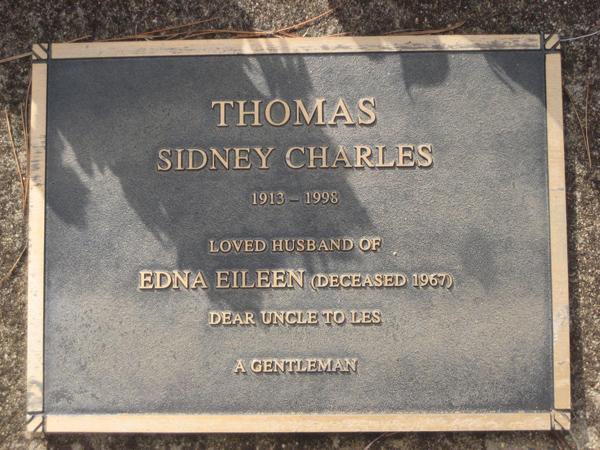 THOMAS
SIDNEY CHARLES
1913 – 1998
LOVED HUSBAND OF
EDNA EILEEN (DECEASED 1967)
DEAR UNCLE TO LES
A GENTLEMAN